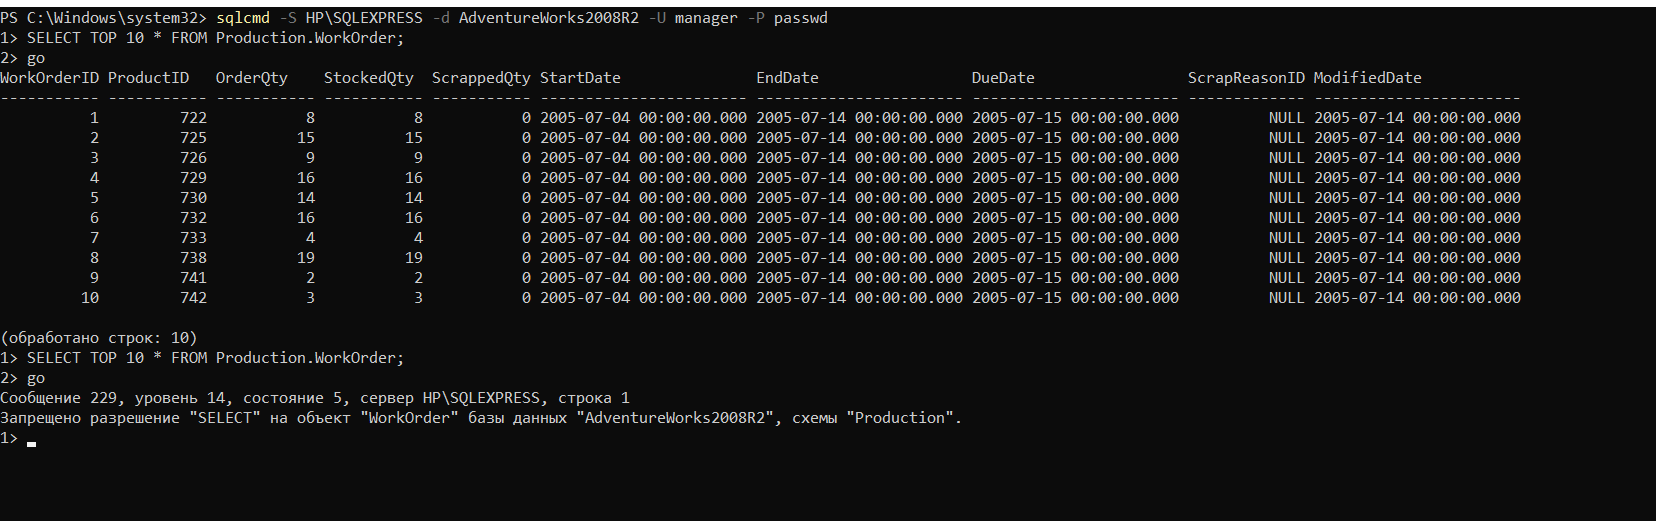 PS C:\Windows\system32> sqlcmd -S HP\SQLEXPRESS -d AdventureWorks2008R2 -U manager -P passwd
1> SELECT TOP 10 * FROM Production.WorkOrder;
2> go
WorkOrderID ProductID   OrderQty    StockedQty  ScrappedQty StartDate               EndDate                 DueDate                 ScrapReasonID ModifiedDate
----------- ----------- ----------- ----------- ----------- ----------------------- ----------------------- ----------------------- ------------- -----------------------
          1         722           8           8           0 2005-07-04 00:00:00.000 2005-07-14 00:00:00.000 2005-07-15 00:00:00.000          NULL 2005-07-14 00:00:00.000
          2         725          15          15           0 2005-07-04 00:00:00.000 2005-07-14 00:00:00.000 2005-07-15 00:00:00.000          NULL 2005-07-14 00:00:00.000
          3         726           9           9           0 2005-07-04 00:00:00.000 2005-07-14 00:00:00.000 2005-07-15 00:00:00.000          NULL 2005-07-14 00:00:00.000
          4         729          16          16           0 2005-07-04 00:00:00.000 2005-07-14 00:00:00.000 2005-07-15 00:00:00.000          NULL 2005-07-14 00:00:00.000
          5         730          14          14           0 2005-07-04 00:00:00.000 2005-07-14 00:00:00.000 2005-07-15 00:00:00.000          NULL 2005-07-14 00:00:00.000
          6         732          16          16           0 2005-07-04 00:00:00.000 2005-07-14 00:00:00.000 2005-07-15 00:00:00.000          NULL 2005-07-14 00:00:00.000
          7         733           4           4           0 2005-07-04 00:00:00.000 2005-07-14 00:00:00.000 2005-07-15 00:00:00.000          NULL 2005-07-14 00:00:00.000
          8         738          19          19           0 2005-07-04 00:00:00.000 2005-07-14 00:00:00.000 2005-07-15 00:00:00.000          NULL 2005-07-14 00:00:00.000
          9         741           2           2           0 2005-07-04 00:00:00.000 2005-07-14 00:00:00.000 2005-07-15 00:00:00.000          NULL 2005-07-14 00:00:00.000
         10         742           3           3           0 2005-07-04 00:00:00.000 2005-07-14 00:00:00.000 2005-07-15 00:00:00.000          NULL 2005-07-14 00:00:00.000
(обработано строк: 10)
1> SELECT TOP 10 * FROM Production.WorkOrder;
2> go
Сообщение 229, уровень 14, состояние 5, сервер HP\SQLEXPRESS, строка 1
Запрещено разрешение "SELECT" на объект "WorkOrder" базы данных "AdventureWorks2008R2", схемы "Production".
1>